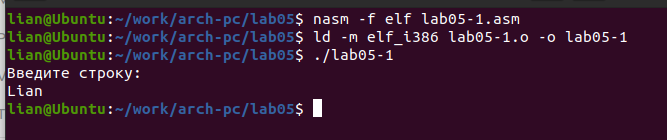 lian@Ubuntu:~/work/arch-pc/lab05$ nasm -f elf lab05-1.asm
lian@Ubuntu:~/work/arch-pc/lab05$ ld -m elf_i386 lab05-1.o -o lab05-1
lian@Ubuntu:~/work/arch-pc/lab05$ ./lab05-1
Введите строку:
Lian
lian@Ubuntu:~/work/arch-pc/lab05$